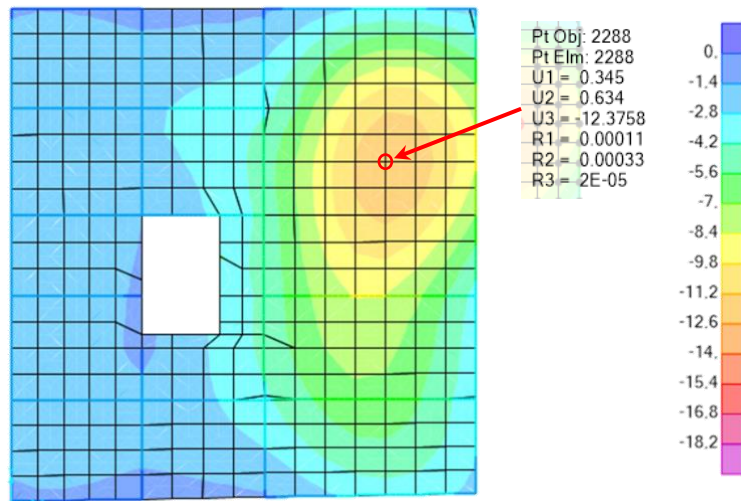 Pt Obj: 2288
Pt Elm: 2288
U1 = 0.345
U2 = 0.634
U3 = -12.3758
R1 = 0.00011
R2 = 0.00033
R3 = 2E-05
0.
-1.4
-2.8
-4.2
-5.6
-7.
-8.4
-9.8
-11.2
-12.6
-14.
-15.4
-16.8
-18.2